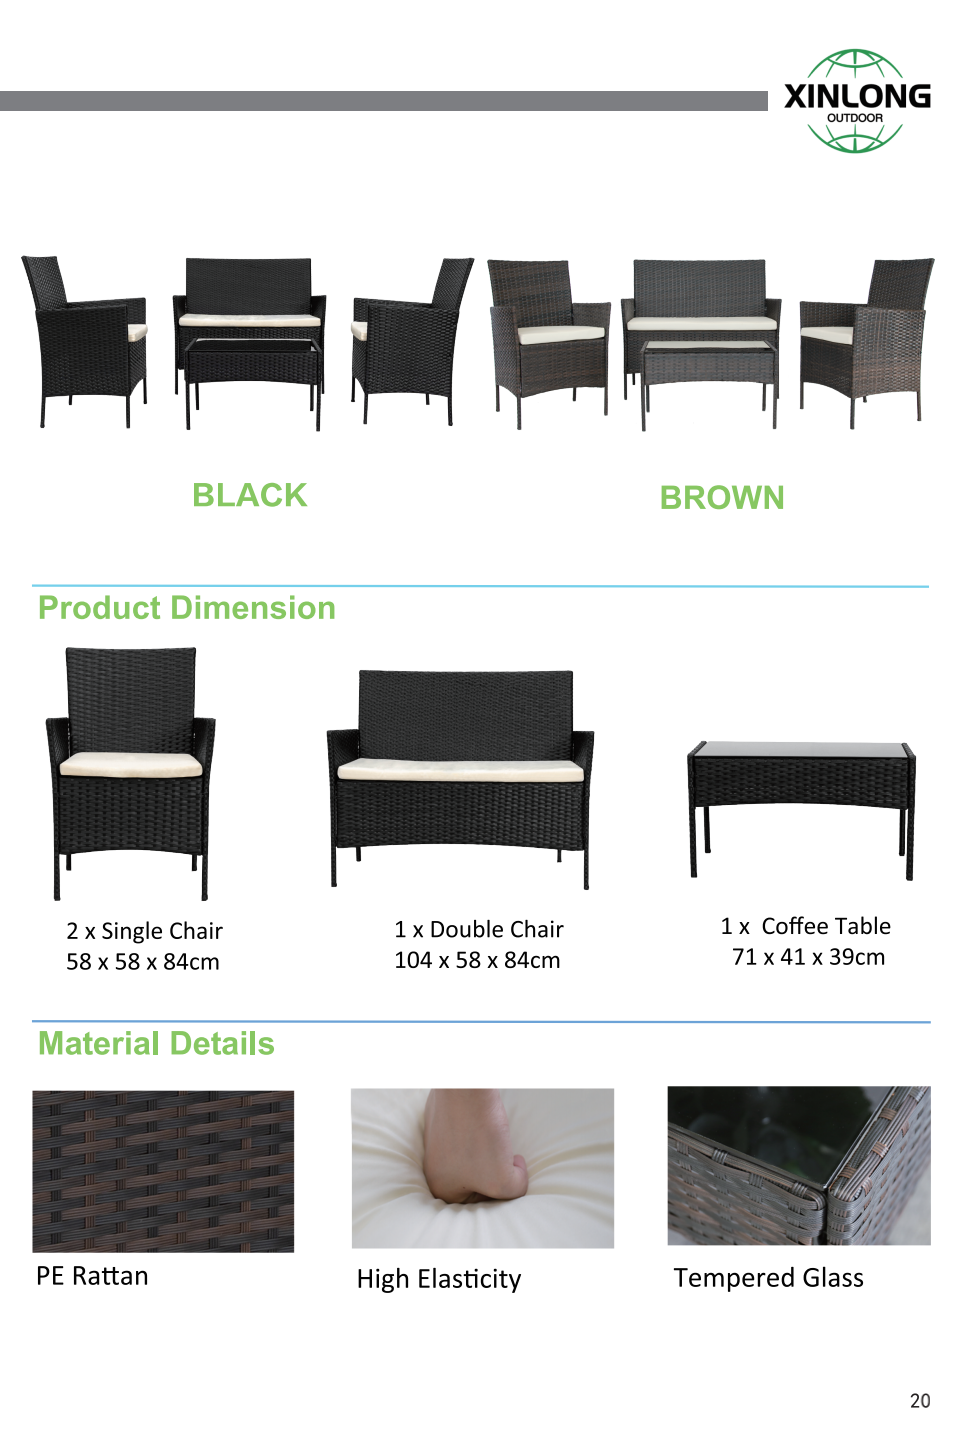 XINLONG
OUTDOOR
BLACK
BROWN
Product Dimension
2 x Single Chair
58 x 58 x 84cm
1 x Double Chair
104 x 58 x 84cm
1 x Coffee Table
71 x 41 x 39cm
Material Details
PE Rattan
High Elasticity
Tempered Glass
20